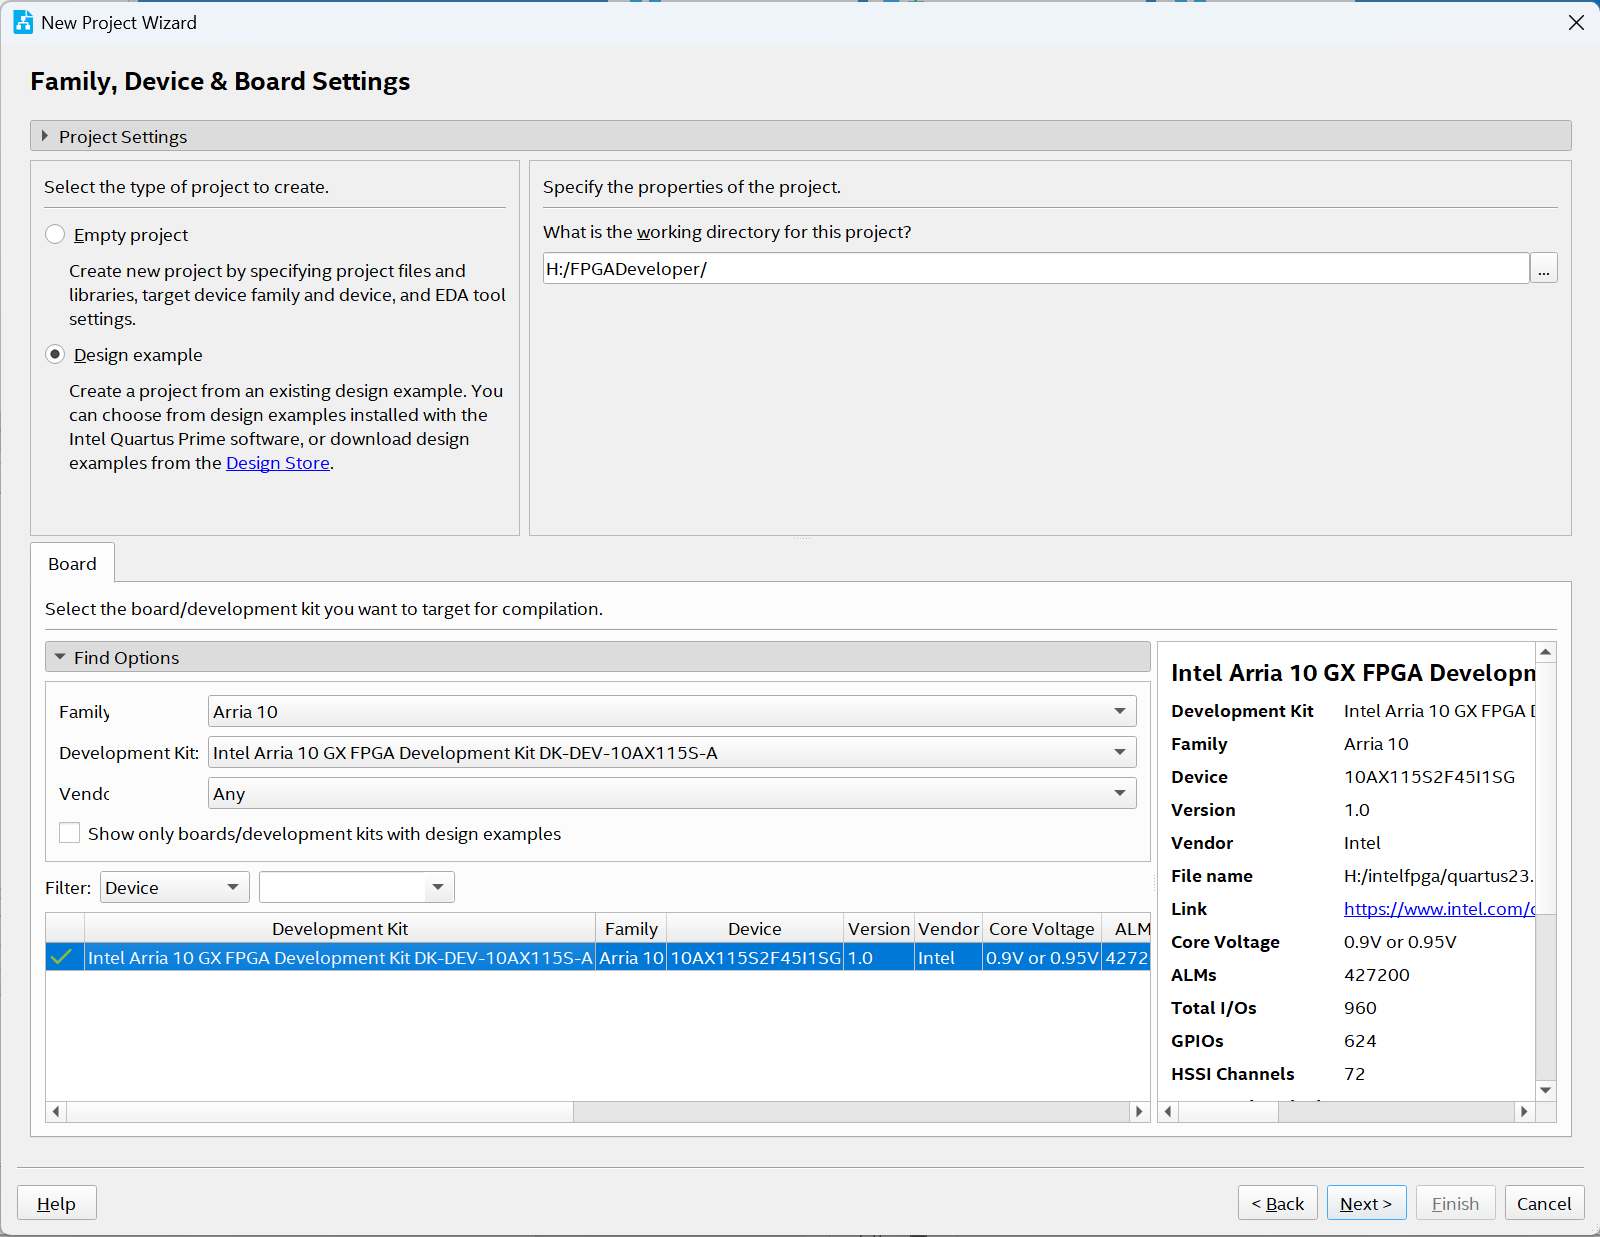 New Project Wizard
Family, Device & Board Settings
Project Settings
Select the type of project to create.
Empty project
Create new project by specifying project files and
libraries, target device family and device, and EDA tool
settings.
Design example
Create a project from an existing design example. You
can choose from design examples installed with the
Intel Quartus Prime software, or download design
examples from the Design Store.
Specify the properties of the project.
What is the working directory for this project?
H:/FPGADeveloper/
...
Board
Select the board/development kit you want to target for compilation.
Find Options
Family Arria 10
Development Kit: Intel Arria 10 GX FPGA Development Kit DK-DEV-10AX115S-A
Any
Show only boards/development kits with design examples
Filter: Device
Development Kit Family Device Version Vendor Core Voltage ALM
Intel Arria 10 GX FPGA Development Kit DK-DEV-10AX115S-A Arria 10 10AX115S2F45I1SG 1.0 Intel 0.9V or 0.95V 4272
Intel Arria 10 GX FPGA Developm
Development Kit Intel Arria 10 GX FPGA
Family Arria 10
Device 10AX115S2F45I1SG
Version 1.0
Vendor Intel
File name H:/intelfpga/quartus23.
Link https://www.intel.com/c
Core Voltage 0.9V or 0.95V
ALMs 427200
Total I/Os 960
GPIOs 624
HSSI Channels 72
Help
< Back
Next >
Finish
Cancel